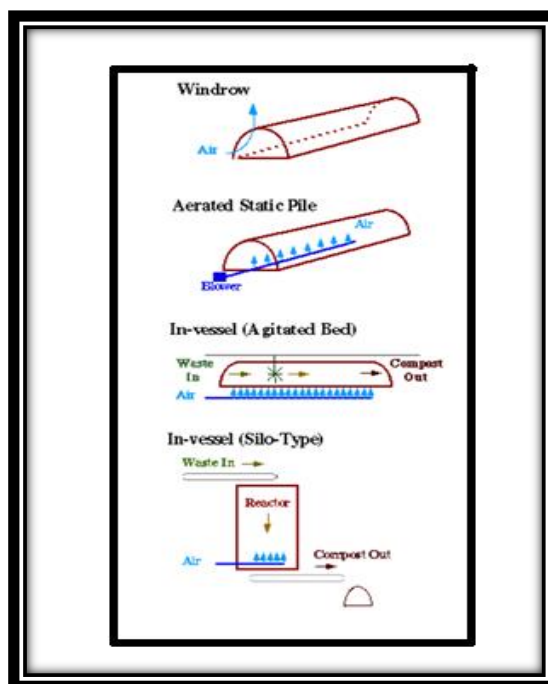 Windrow
Air
Aerated Static Pile
Air
Blower
In-vessel (Agitated Bed)
Waste In
Compost Out
Air
In-vessel (Silo-Type)
Waste In
Reactor
Air
Compost Out